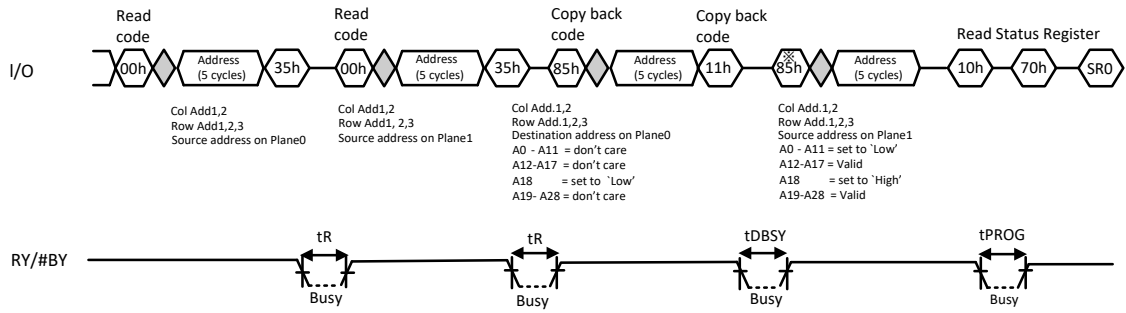 Read code
Read code
Copy back code
Copy back code
Read Status Register
I/O
00h
Address (5 cycles)
35h
00h
Address (5 cycles)
35h
85h
Address (5 cycles)
11h
※
85h
Address (5 cycles)
10h
70h
SR0
Col Add1,2
Row Add1,2,3
Source address on Plane0
Col Add1,2
Row Add1, 2,3
Source address on Plane1
Col Add.1,2
Row Add.1,2,3
Destination address on Plane0
A0 - A11 = don't care
A12-A17 = don't care
A18 = set to `Low'
A19- A28 = don't care
Col Add.1,2
Row Add.1,2,3
Source address on Plane1
A0 - A11 = set to `Low'
A12-A17 = Valid
A18 = set to `High'
A19- A28 = Valid
RY/#BY
tR
Busy
tR
Busy
tDBSY
Busy
tPROG
Busy